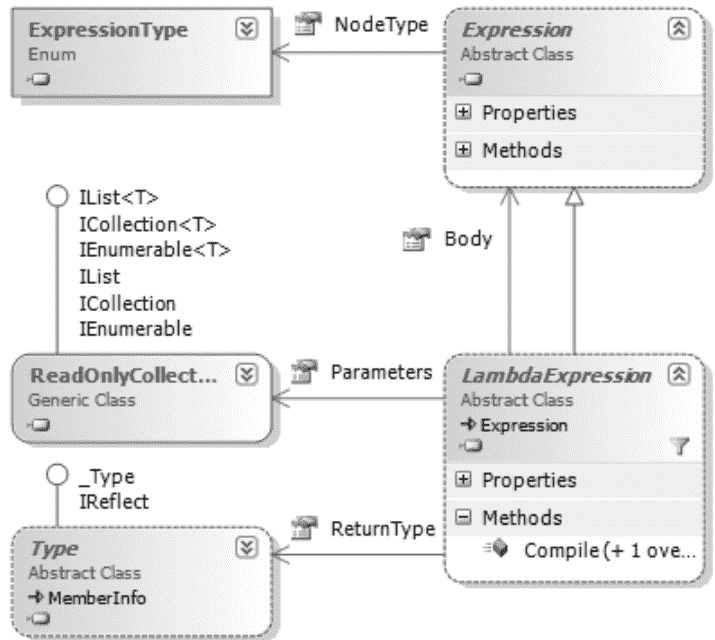 ExpressionType
Enum
NodeType
Expression
Abstract Class
Properties
Methods
IList<T>
ICollection<T>
IEnumerable<T>
IList
ICollection
IEnumerable
Body
ReadOnlyCollect...
Generic Class
Parameters
LambdaExpression
Abstract Class
Expression
Properties
Methods
Compile (+ 1 ove...
_Type
IReflect
ReturnType
Type
Abstract Class
MemberInfo